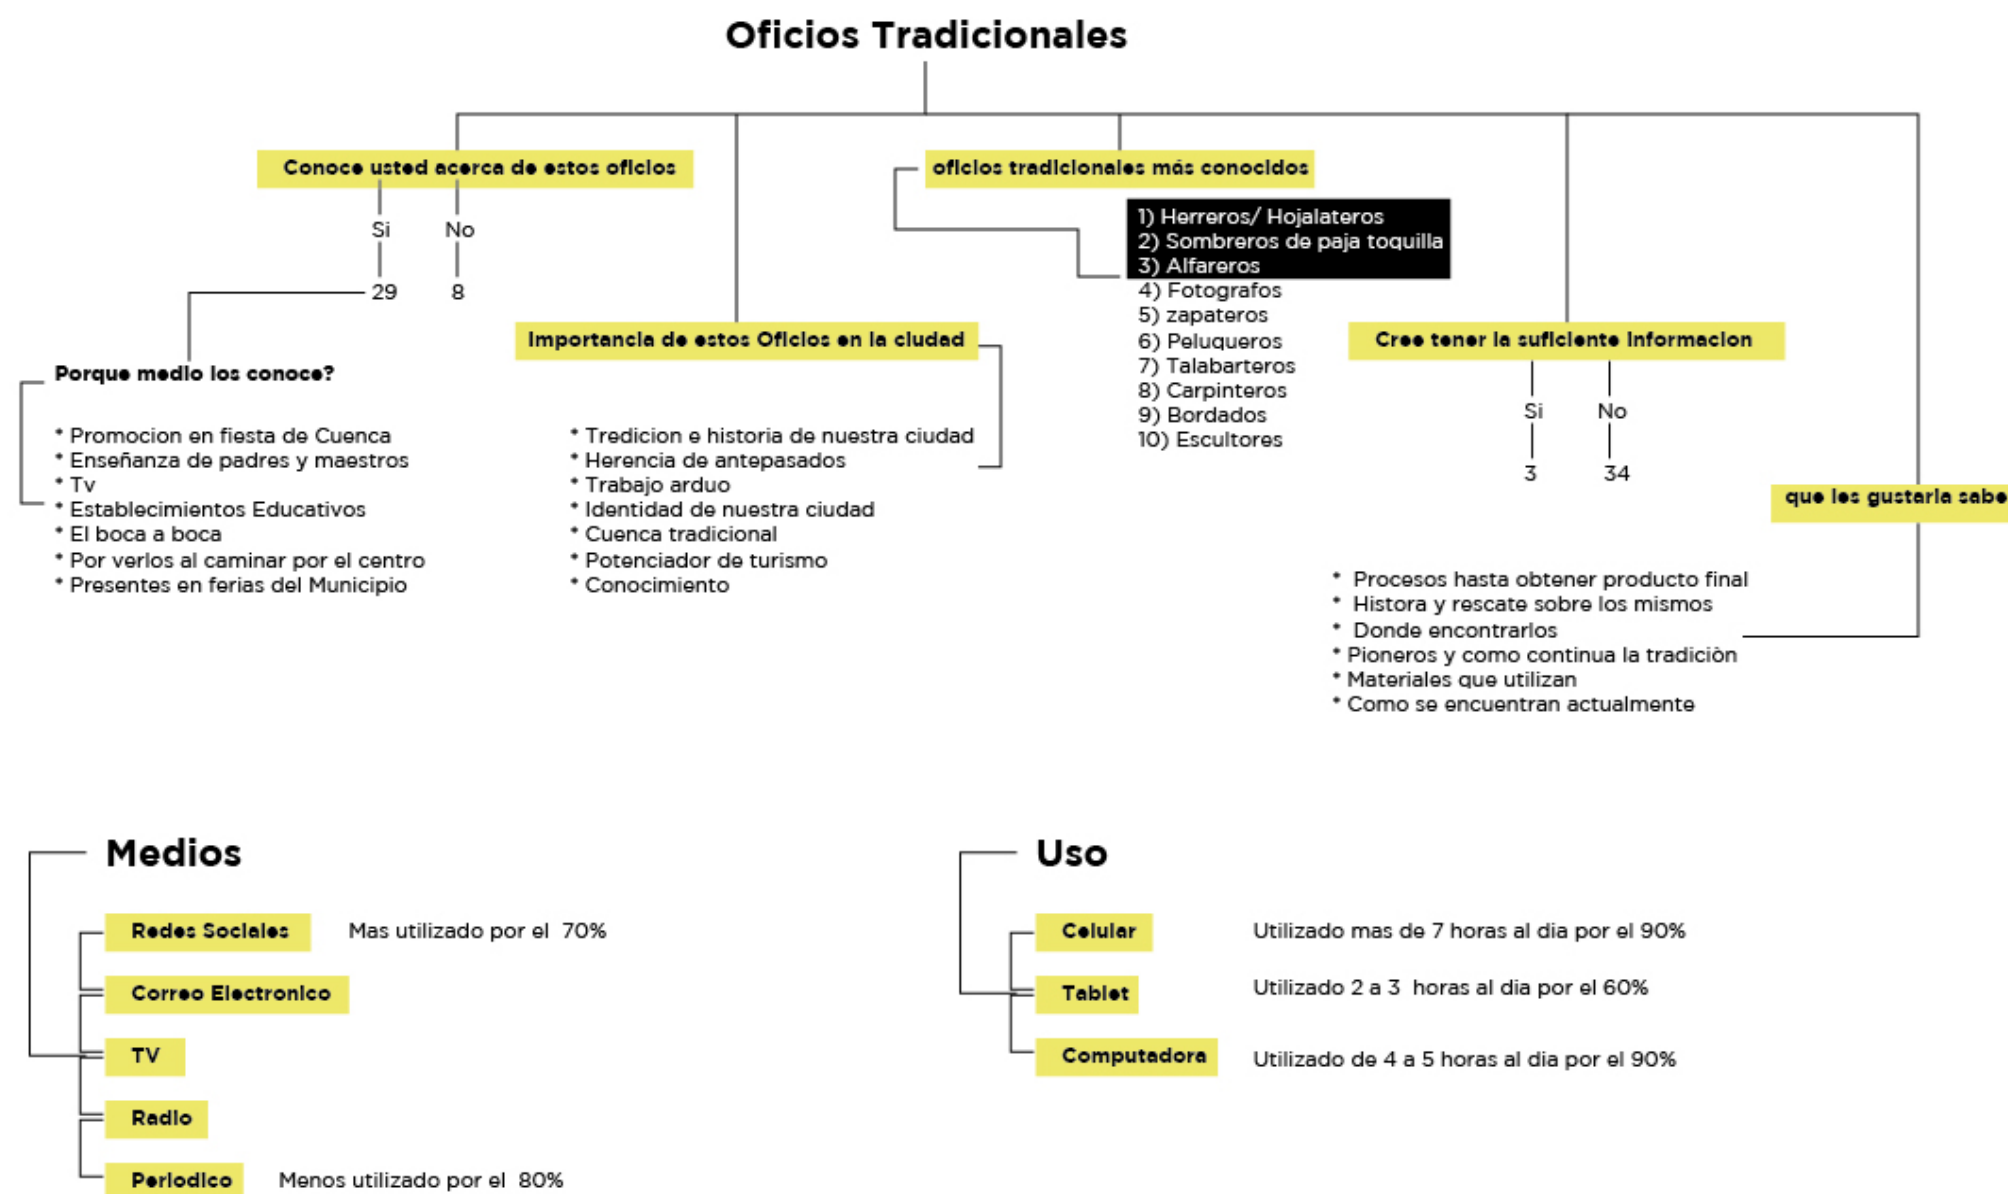 Oficios Tradicionales
Conoce usted acerca de estos oficios
Si
No
29
8
Porque medio los conoce?
* Promocion en fiesta de Cuenca
* Enseñanza de padres y maestros
* Tv
* Establecimientos Educativos
* El boca a boca
* Por verlos al caminar por el centro
* Presentes en ferias del Municipio
Importancia de estos Oficios en la ciudad
* Tredicion e historia de nuestra ciudad
* Herencia de antepasados
* Trabajo arduo
* Identidad de nuestra ciudad
* Cuenca tradicional
* Potenciador de turismo
* Conocimiento
oficios tradicionales más conocidos
1) Herreros/ Hojalateros
2) Sombreros de paja toquilla
3) Alfareros
4) Fotografos
5) zapateros
6) Peluqueros
7) Talabarteros
8) Carpinteros
9) Bordados
10) Escultores
Cree tener la suficiente Informacion
Si
No
3
34
que les gustaria sabe
* Procesos hasta obtener producto final
* Histora y rescate sobre los mismos
* Donde encontrarlos
* Pioneros y como continua la tradiciòn
* Materiales que utilizan
* Como se encuentran actualmente
Medios
Redes Sociales Mas utilizado por el 70%
Correo Electronico
TV
Radio
Periodico Menos utilizado por el 80%
Uso
Celular Utilizado mas de 7 horas al dia por el 90%
Tablet Utilizado 2 a 3 horas al dia por el 60%
Computadora Utilizado de 4 a 5 horas al dia por el 90%